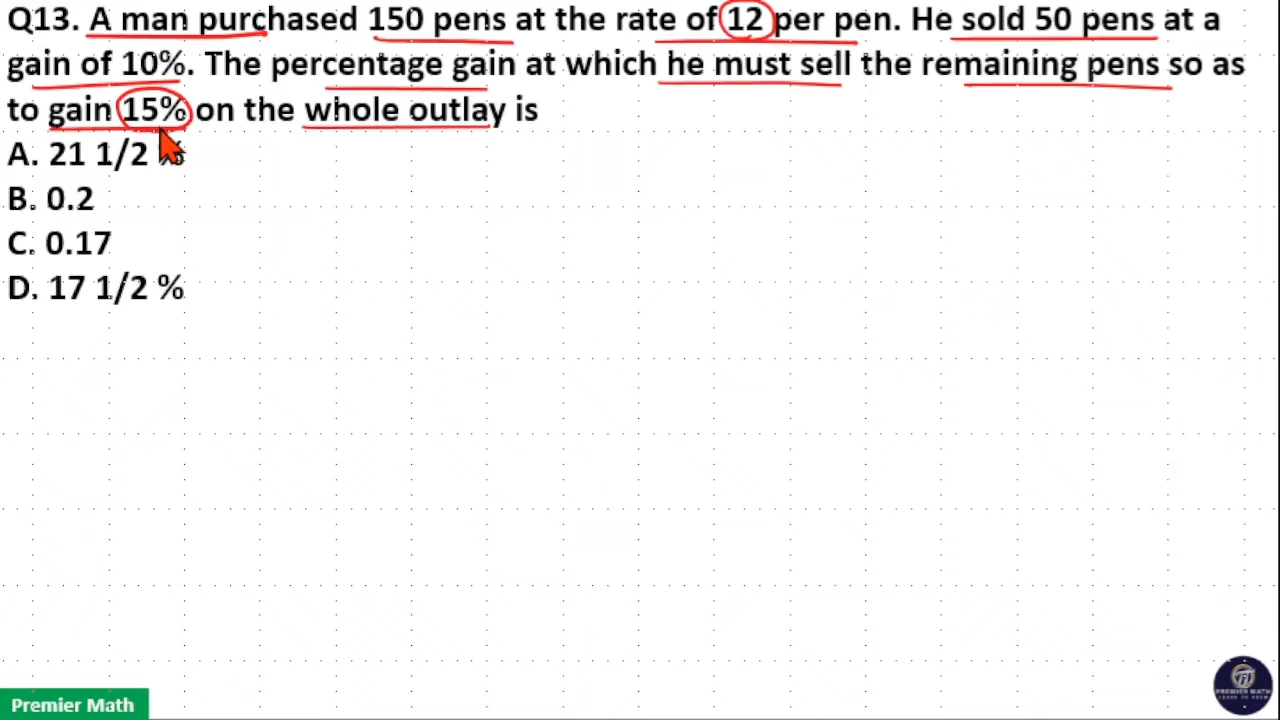 Q13. A man purchased 150 pens at the rate of 12 per pen. He sold 50 pens at a
gain of 10%. The percentage gain at which he must sell the remaining pens so as
to gain 15% on the whole outlay is
A. 21 1/2 %
B. 0.2
C. 0.17
D. 17 1/2 %
Premier Math
PREMIER MATH